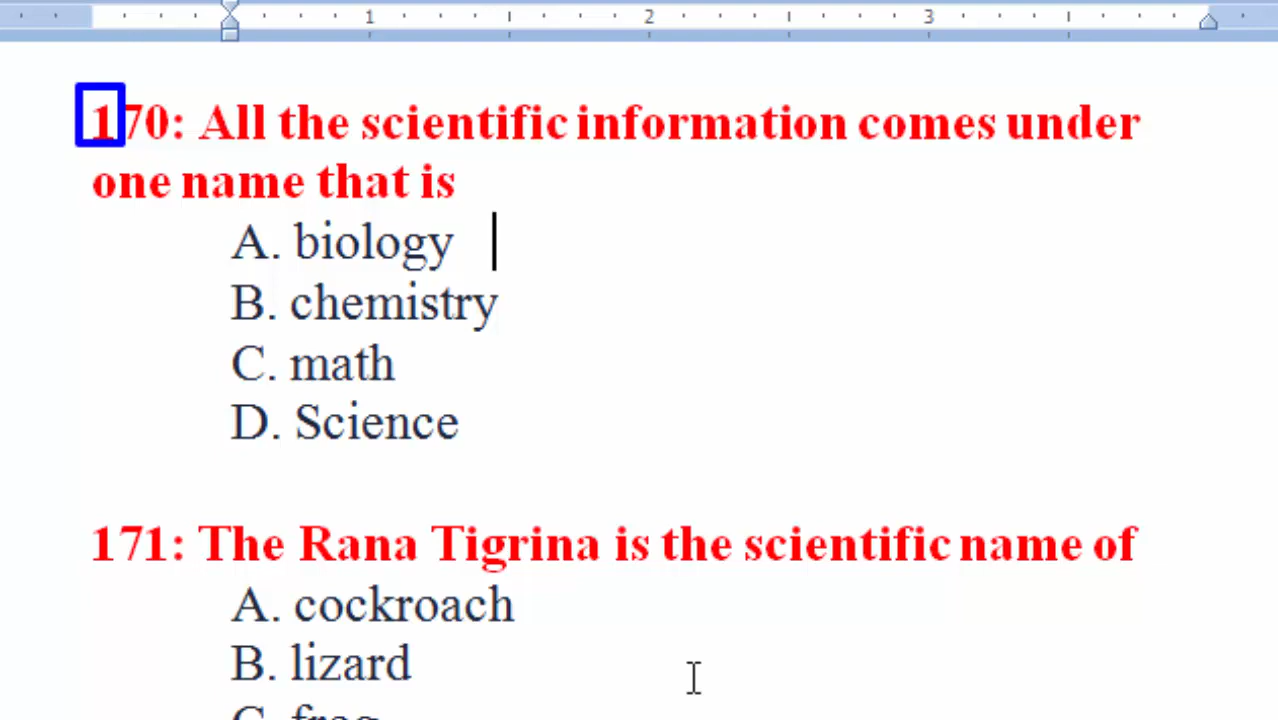 1 2 3
170: All the scientific information comes under
one name that is
A. biology
B. chemistry
C. math
D. Science
171: The Rana Tigrina is the scientific name of
A. cockroach
B. lizard
C. frog